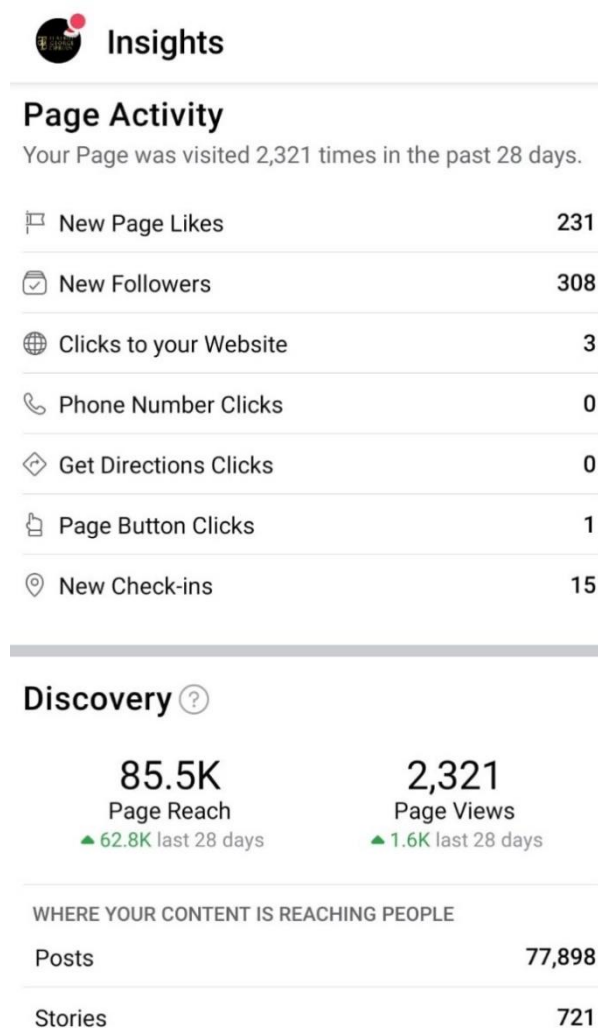 Insights
Page Activity
Your Page was visited 2,321 times in the past 28 days.
New Page Likes 231
New Followers 308
Clicks to your Website 3
Phone Number Clicks 0
Get Directions Clicks 0
Page Button Clicks 1
New Check-ins 15
Discovery ?
85.5K 2,321
Page Reach Page Views
62.8K last 28 days 1.6K last 28 days
WHERE YOUR CONTENT IS REACHING PEOPLE
Posts 77,898
Stories 721